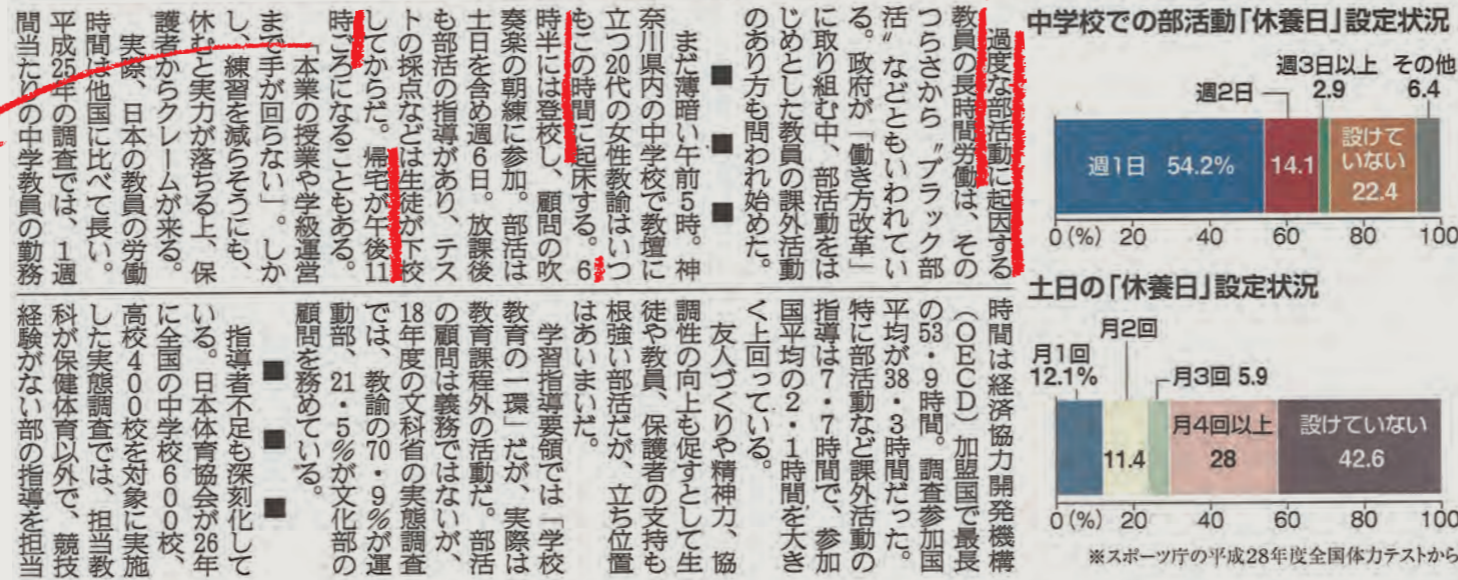 中学校での部活動「休養日」設定状況
週3日以上 その他
週2日 2.9 6.4
週1日 54.2%
14.1
設けて
いない
22.4
0(%) 20 40 60 80 100
土日の「休養日」設定状況
月2回
月1回
12.1%
月3回 5.9
11.4
月4回以上
28
設けていない
42.6
0(%) 20 40 60 80 100
※スポーツ庁の平成28年度全国体力テストから
過度な部活動に起因する
教員の長時間労働は、その
つらさから〝ブラック部
活〟などともいわれてい
る。政府が「働き方改革」
に取り組む中、部活動をは
じめとした教員の課外活動
のあり方も問われ始めた。
■ ■ ■
まだ薄暗い午前5時。神
奈川県内の中学校で教壇に
立つ20代の女性教諭はいつ
もこの時間に起床する。6
時半には登校し、顧問の吹
奏楽の朝練に参加。部活は
土日を含め週6日。放課後
も部活の指導があり、テス
トの採点などは生徒が下校
してからだ。帰宅が午後11
時ごろになることもある。
「本業の授業や学級運営
まで手が回らない」。しか
し、練習を減らそうにも、
休むと実力が落ちる上、保
護者からクレームが来る。
実際、日本の教員の労働
時間は他国に比べて長い。
平成25年の調査では、1週
間当たりの中学教員の勤務
時間は経済協力開発機構
(OECD)加盟国で最長
の53・9時間。調査参加国
平均が38・3時間だった。
特に部活動など課外活動の
指導は7・7時間で、参加
国平均の2・1時間を大き
く上回っている。
友人づくりや精神力、協
調性の向上も促すとして生
徒や教員、保護者の支持も
根強い部活だが、立ち位置
はあいまいだ。
学習指導要領では「学校
教育の一環」だが、実際は
教育課程外の活動だ。部活
の顧問は義務ではないが、
18年度の文科省の実態調査
では、教諭の70・9%が運
動部、21・5%が文化部の
顧問を務めている。
■ ■ ■
指導者不足も深刻化して
いる。日本体育協会が26年
に全国の中学校600校、
高校400校を対象に実施
した実態調査では、担当教
科が保健体育以外で、競技
経験がない部の指導を担当